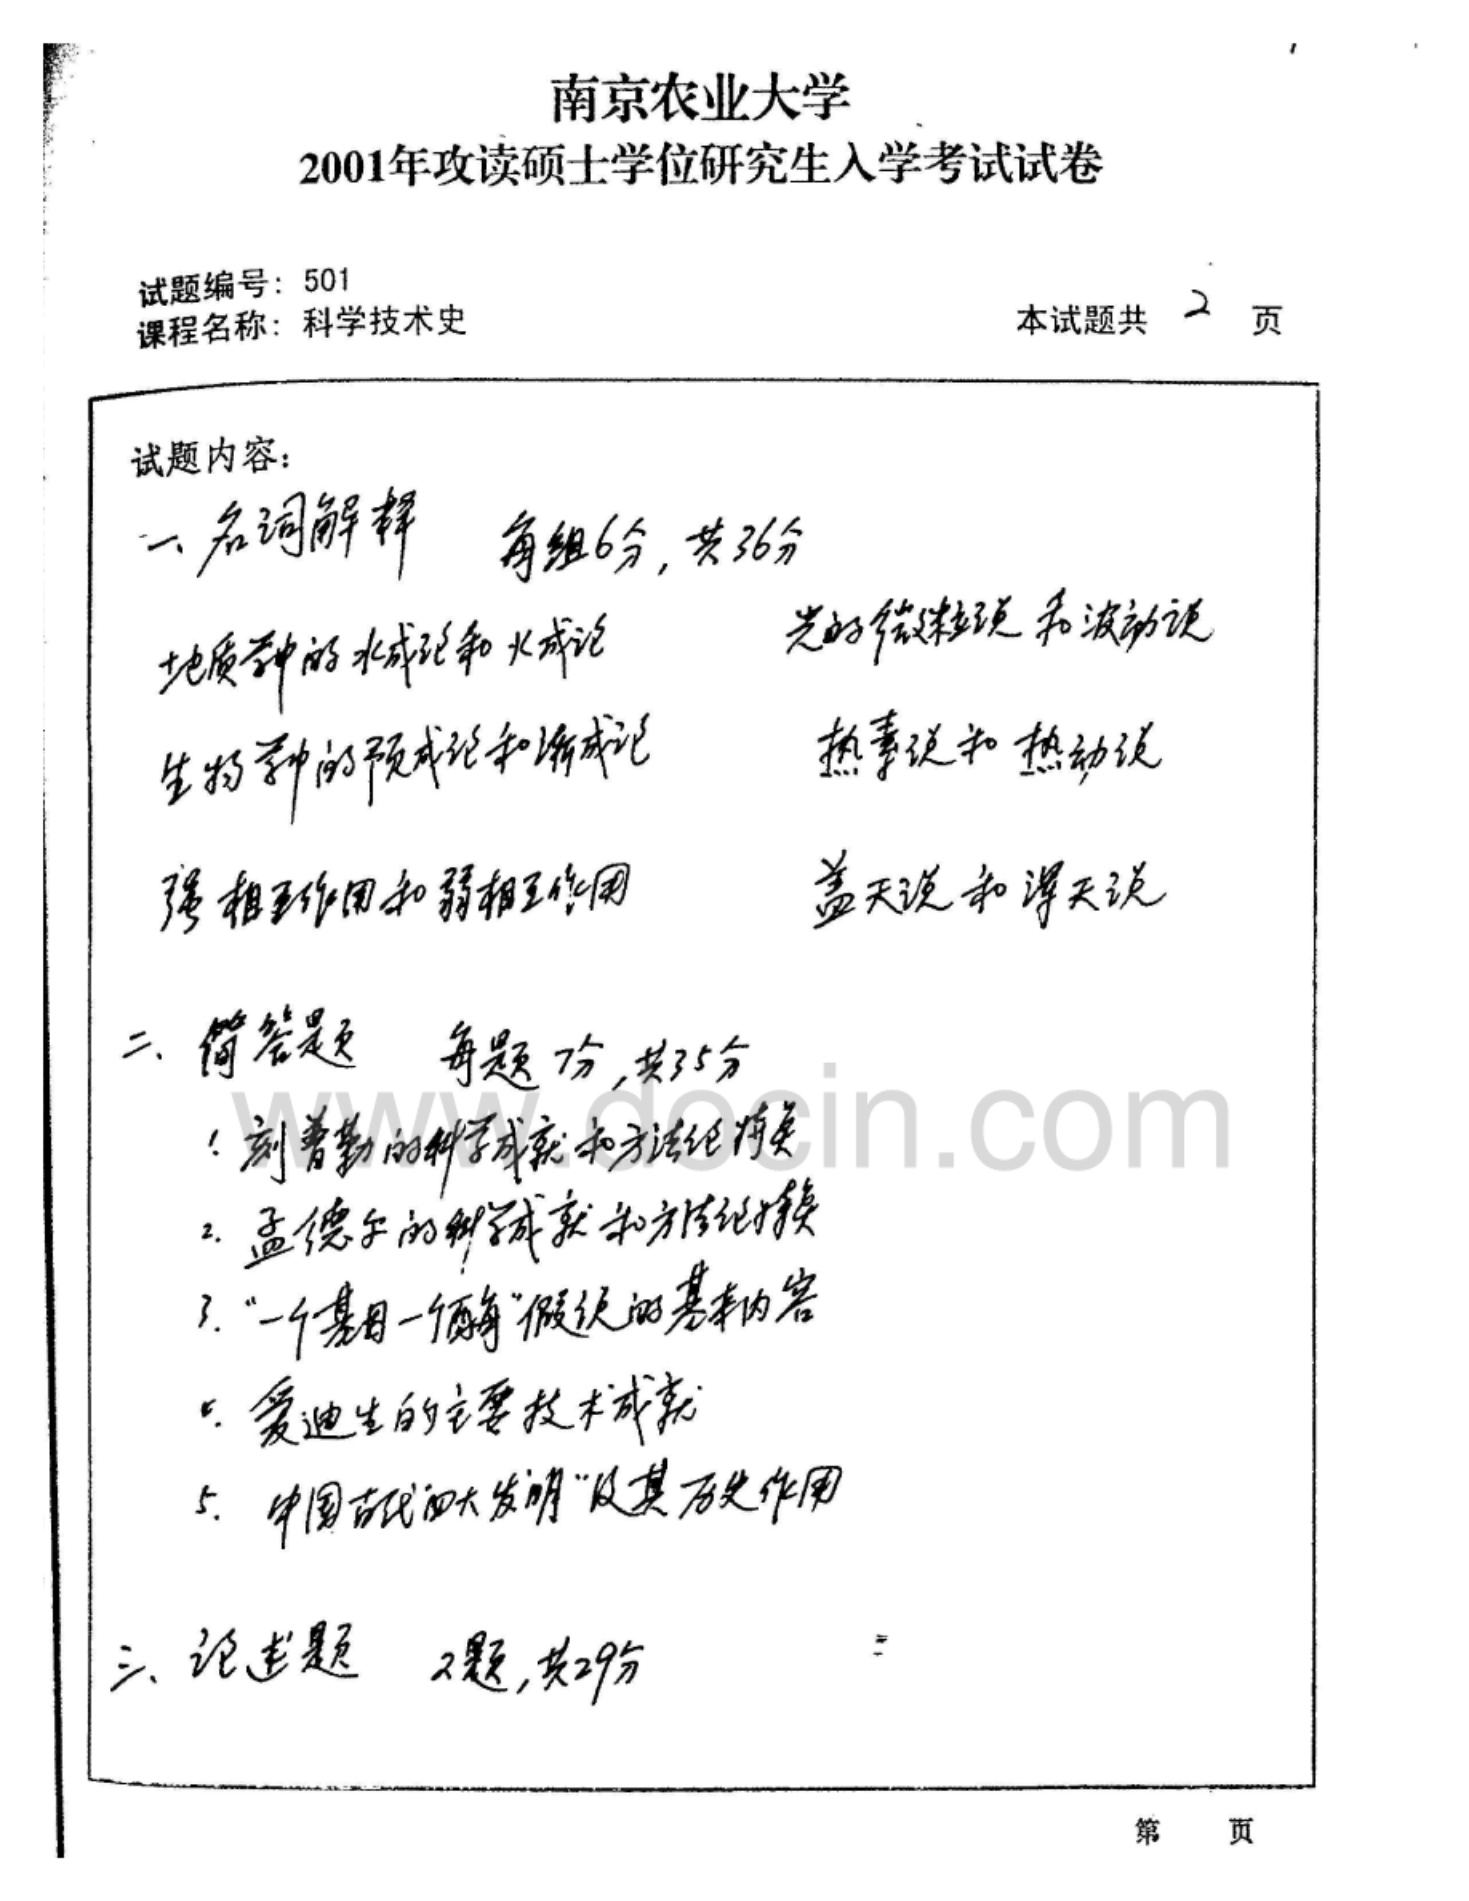 南京农业大学
2001年攻读硕士学位研究生入学考试试卷
试题编号：501
课程名称：科学技术史 本试题共 2 页
试题内容：
一、名词解释 每组6分，共36分
地质学中的水成论和火成论 光的微粒说和波动说
生物学中的预成论和渐成论 热素说和热动说
强相互作用和弱相互作用 盖天说和浑天说
二、简答题 每题7分，共35分
www.docin.com
1. 刻普勒的科学成就和方法论特类
2. 孟德尔的科学成就和方法论特类
3. “一个基因一个酶”假说的基本内容
4. 爱迪生的主要技术成就
5. 中国古代“四大发明”及其历史作用
三、论述题 2题，共29分
第 页